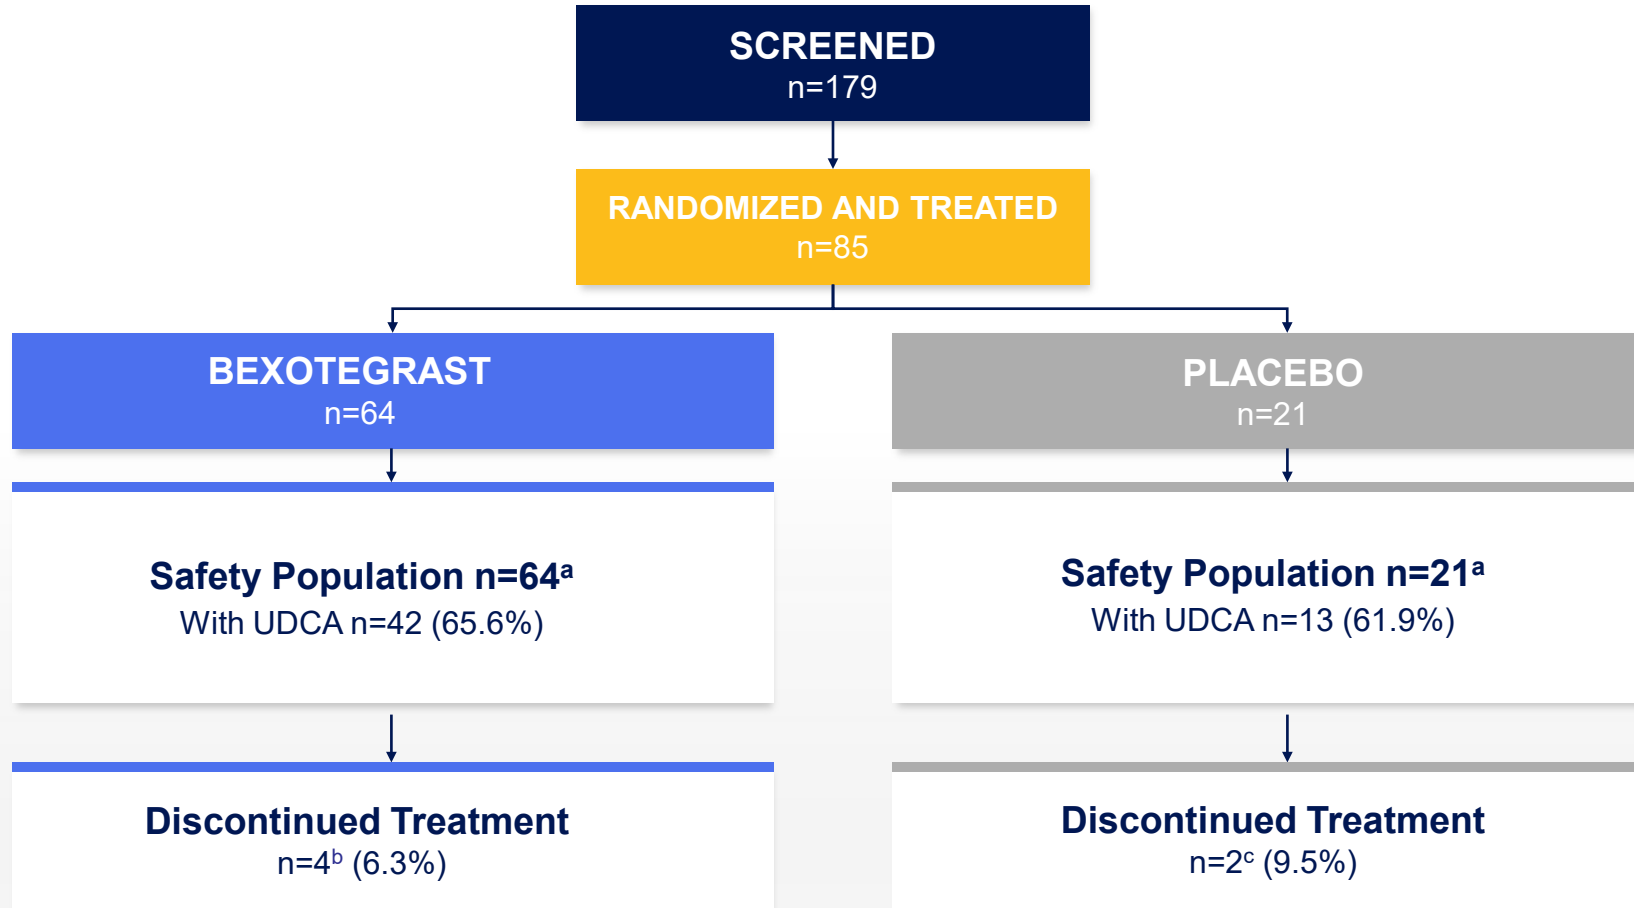 SCREENED
n=179
RANDOMIZED AND TREATED
n=85
BEXOTEGRAST
n=64
PLACEBO
n=21
Safety Population n=64ᵃ
With UDCA n=42 (65.6%)
Safety Population n=21ᵃ
With UDCA n=13 (61.9%)
Discontinued Treatment
n=4ᵇ (6.3%)
Discontinued Treatment
n=2ᶜ (9.5%)